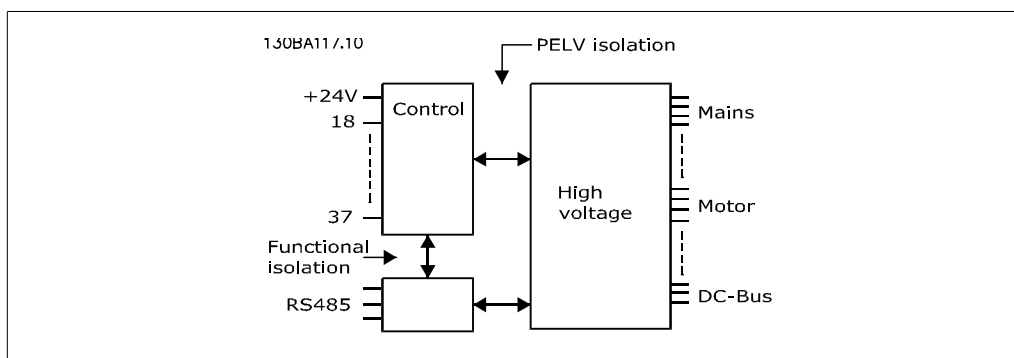 130BA117.10
PELV isolation
+24V
Control
18
Mains
High
voltage
37
Motor
Functional
isolation
RS485
DC-Bus